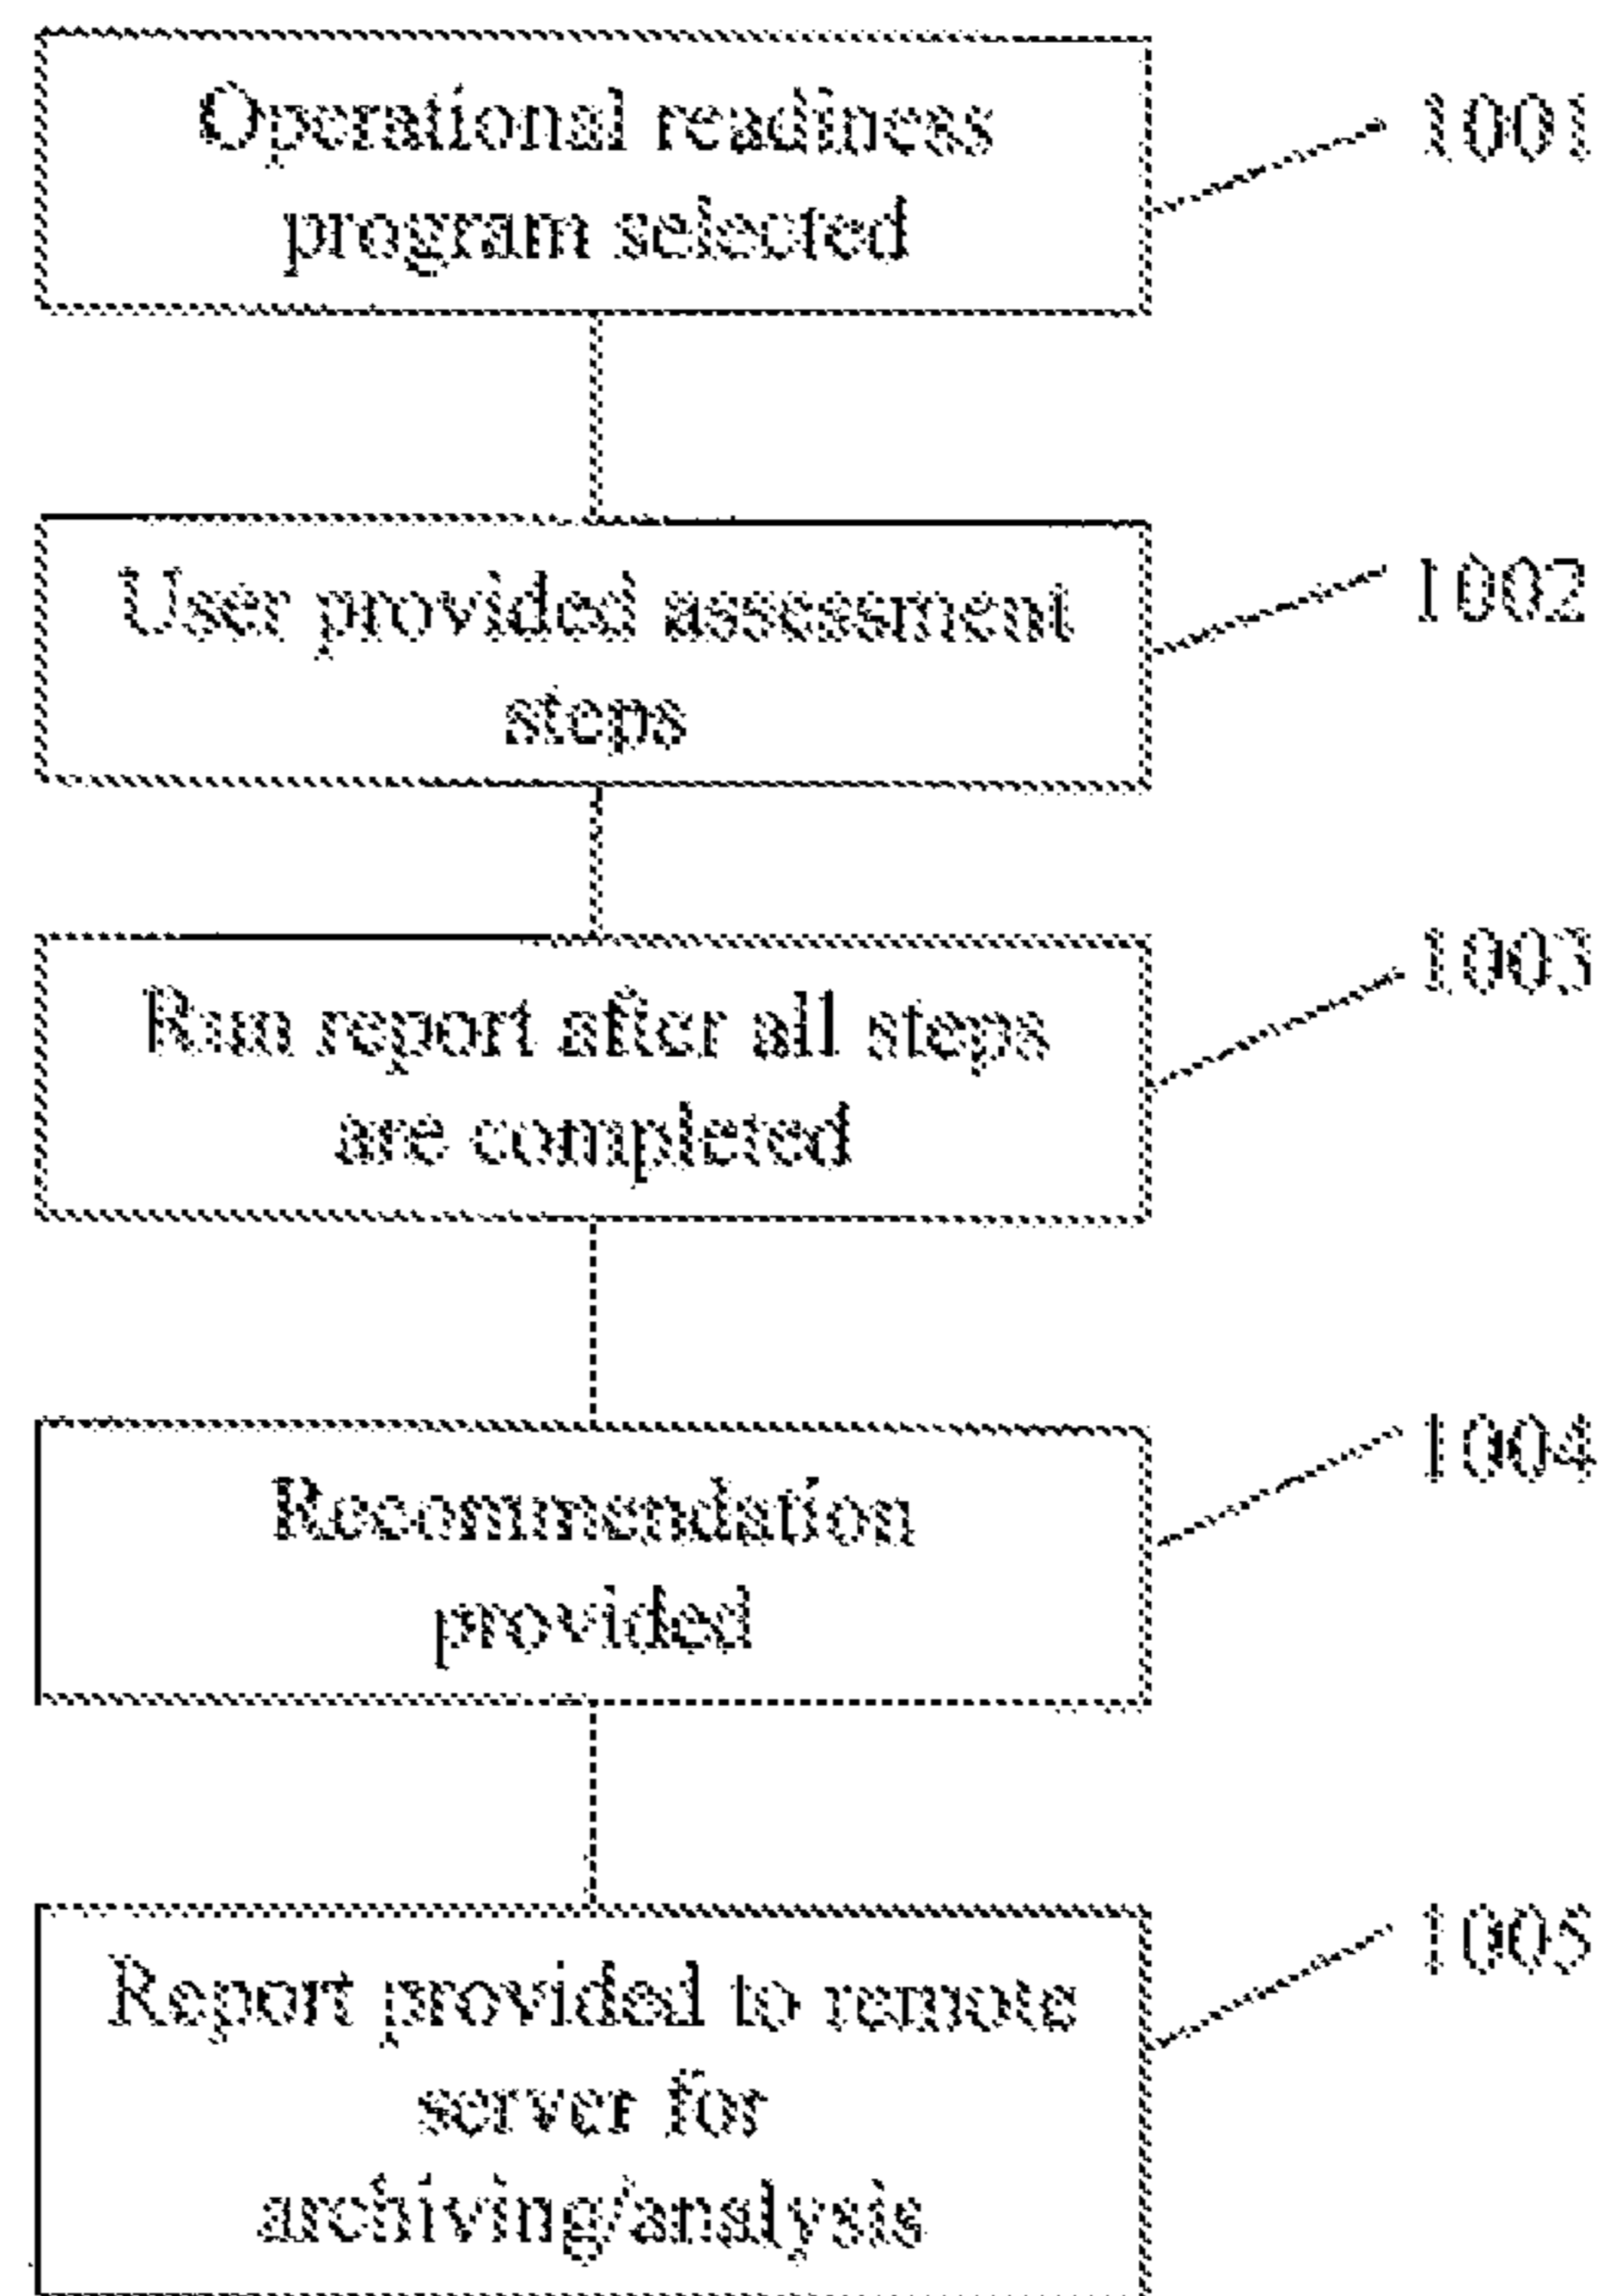 Operational readiness
program selected
1001
User provided assessment
steps
1002
Run report after all steps
are completed
1003
Recommendation
provided
1004
Report provided to remote
server for
archiving/analysis
1005